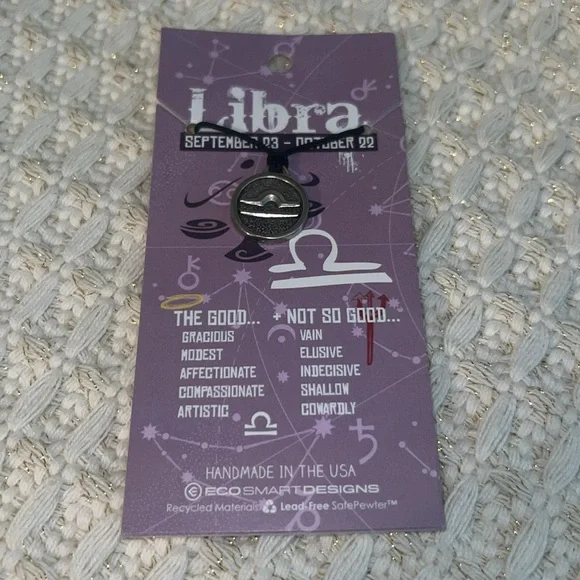 Libra
SEPTEMBER 23 - OCTOBER 22
THE GOOD... + NOT SO GOOD...
GRACIOUS VAIN
MODEST ELUSIVE
AFFECTIONATE INDECISIVE
COMPASSIONATE SHALLOW
ARTISTIC COWARDLY
HANDMADE IN THE USA
ECOSMARTDESIGNS
Recycled Materials Lead-Free SafePewter™